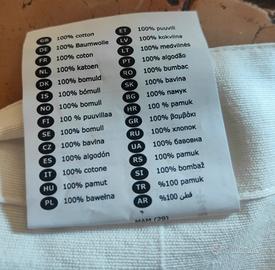 GB 100% cotton
DE 100% Baumwolle
FR 100% coton
NL 100% katoen
DK 100% bomuld
IS 100% bómull
NO 100% bomull
FI 100% puuvillaa
SE 100% bomull
CZ 100% bavlna
ES 100% algodón
IT 100% cotone
HU 100% pamut
PL 100% bawełna
ET 100% puuvill
LV 100% kokvilna
LT 100% medvilnės
PT 100% algodão
RO 100% bumbac
SK 100% bavlna
BG 100% памук
HR 100% pamuk
GR 100% βαμβάκι
RU 100% хлопок
UA 100% бавовна
RS 100% pamuk
SI 100% bombaž
TR %100 pamuk
AR %100 قطن